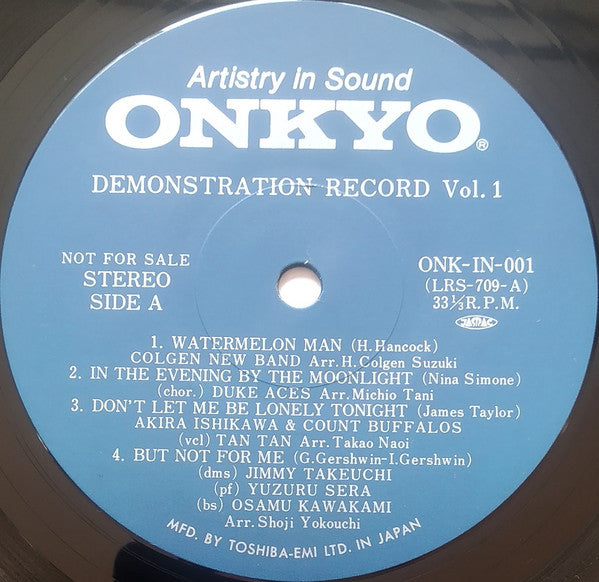 Artistry in Sound
ONKYO®
DEMONSTRATION RECORD Vol. 1
NOT FOR SALE
STEREO
SIDE A
ONK-IN-001
(LRS-709-A)
33⅓R.P.M.
JASRAC
1. WATERMELON MAN (H.Hancock)
COLGEN NEW BAND Arr.H.Colgen Suzuki
2. IN THE EVENING BY THE MOONLIGHT (Nina Simone)
(chor.) DUKE ACES Arr.Michio Tani
3. DON'T LET ME BE LONELY TONIGHT (James Taylor)
AKIRA ISHIKAWA & COUNT BUFFALOS
(vcl) TAN TAN Arr. Takao Naoi
4. BUT NOT FOR ME (G.Gershwin-I.Gershwin)
(dms) JIMMY TAKEUCHI
(pf) YUZURU SERA
(bs) OSAMU KAWAKAMI
Arr.Shoji Yokouchi
MFD. BY TOSHIBA-EMI LTD. IN JAPAN